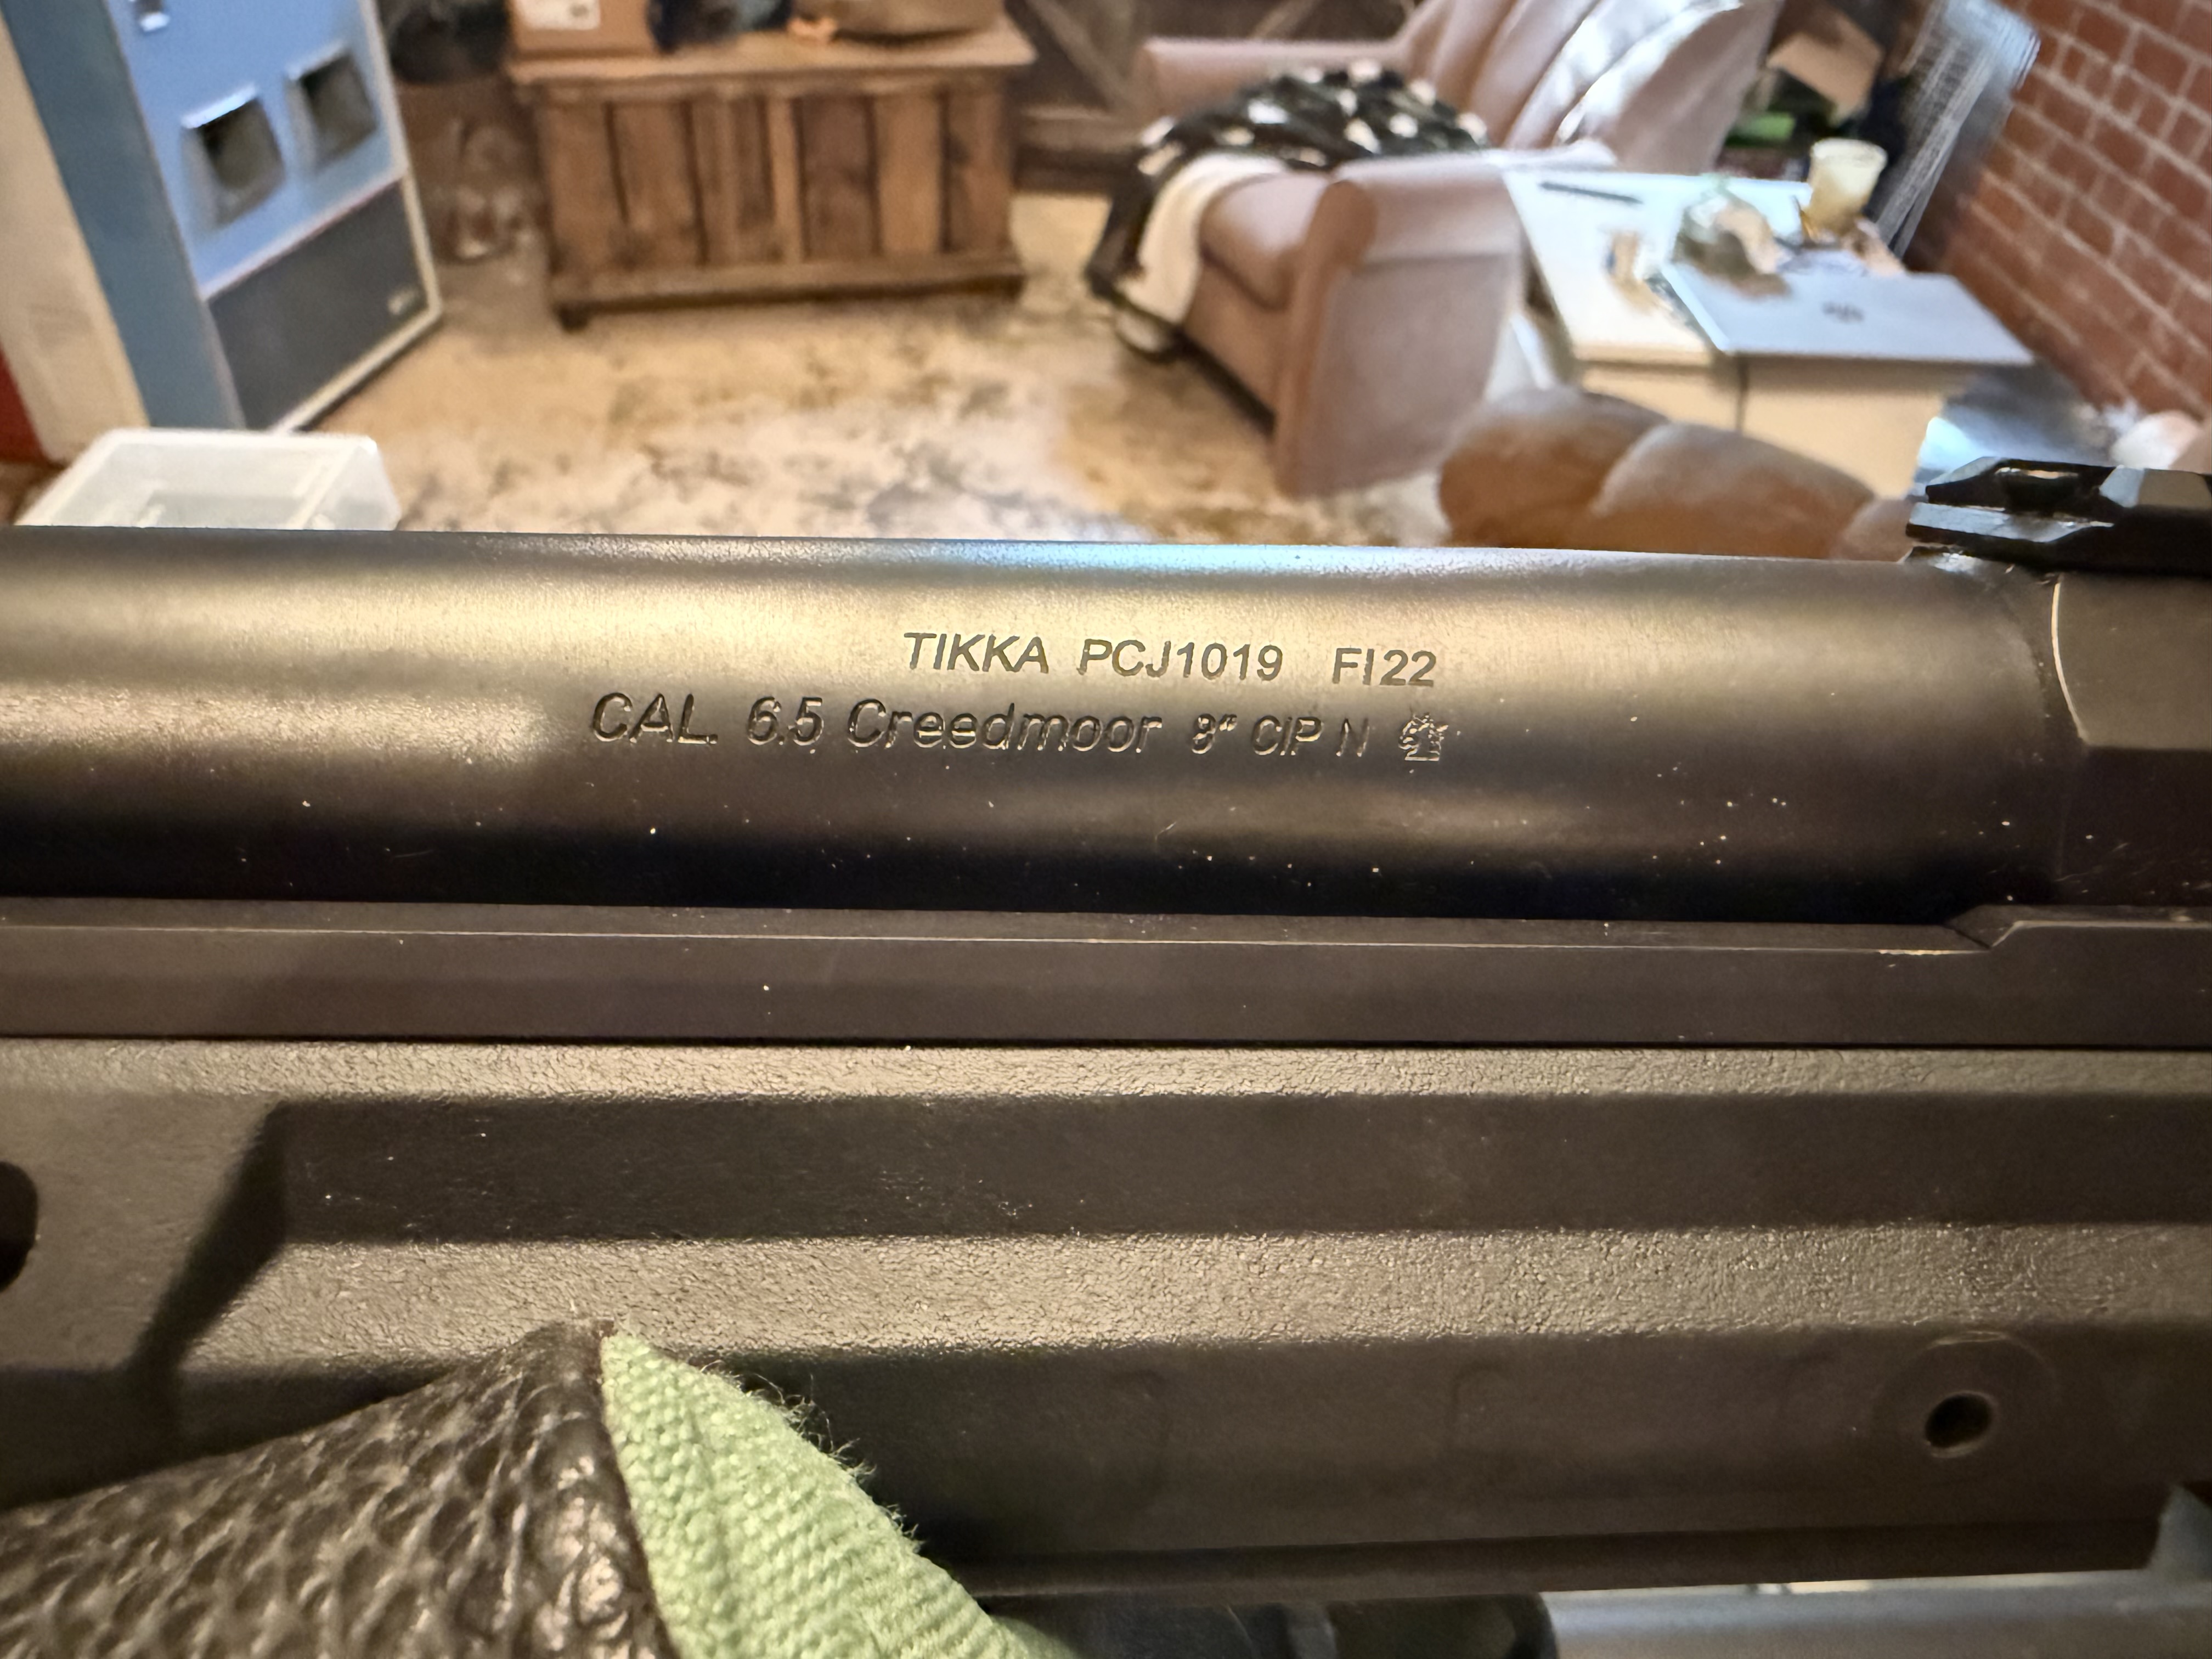 TIKKA PCJ1019 FI22
CAL. 6.5 Creedmoor 8" CIP N